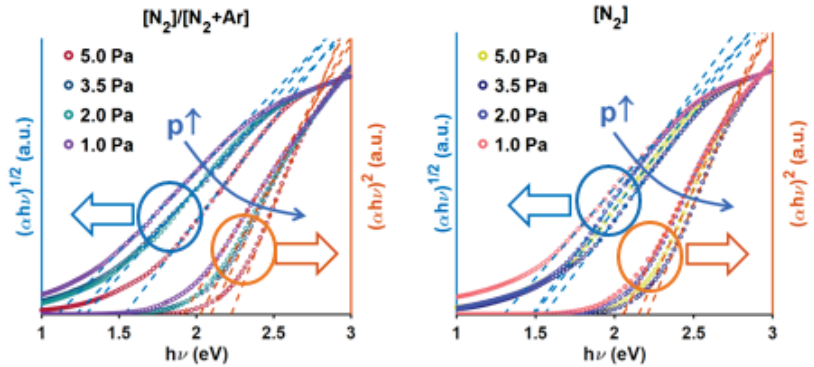 [N₂]/[N₂+Ar]
5.0 Pa
3.5 Pa
2.0 Pa
1.0 Pa
p↑
(αhν)^1/2 (a.u.)
(αhν)^2 (a.u.)
1 1.5 2 2.5 3
hν (eV)
[N₂]
5.0 Pa
3.5 Pa
2.0 Pa
1.0 Pa
p↑
(αhν)^1/2 (a.u.)
(αhν)^2 (a.u.)
1 1.5 2 2.5 3
hν (eV)